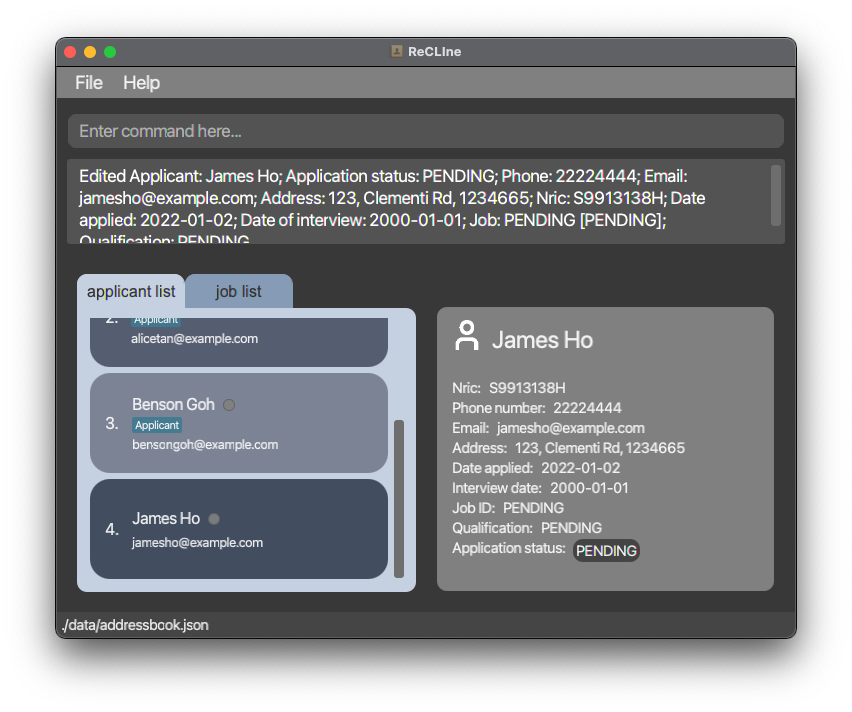 ReCLIne
File Help
Enter command here...
Edited Applicant: James Ho; Application status: PENDING; Phone: 22224444; Email:
jamesho@example.com; Address: 123, Clementi Rd, 1234665; Nric: S9913138H; Date
applied: 2022-01-02; Date of interview: 2000-01-01; Job: PENDING [PENDING];
Qualification: PENDING
applicant list job list
2. Applicant
alicetan@example.com
3. Benson Goh
Applicant
bensongoh@example.com
4. James Ho
jamesho@example.com
James Ho
Nric: S9913138H
Phone number: 22224444
Email: jamesho@example.com
Address: 123, Clementi Rd, 1234665
Date applied: 2022-01-02
Interview date: 2000-01-01
Job ID: PENDING
Qualification: PENDING
Application status: PENDING
./data/addressbook.json